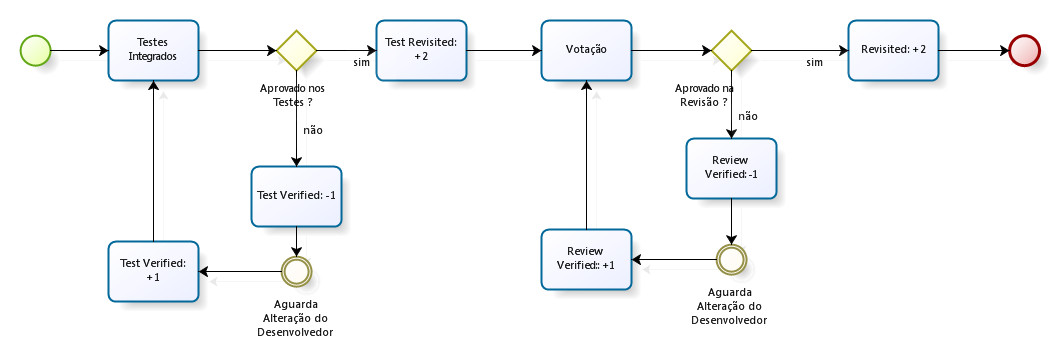 Testes
Integrados
Aprovado nos
Testes ?
sim
não
Test Revisited:
+2
Test Verified: -1
Aguarda
Alteração do
Desenvolvedor
Test Verified:
+1
Votação
Aprovado na
Revisão ?
sim
não
Revisited: +2
Review
Verified: -1
Aguarda
Alteração do
Desenvolvedor
Review
Verified:: +1